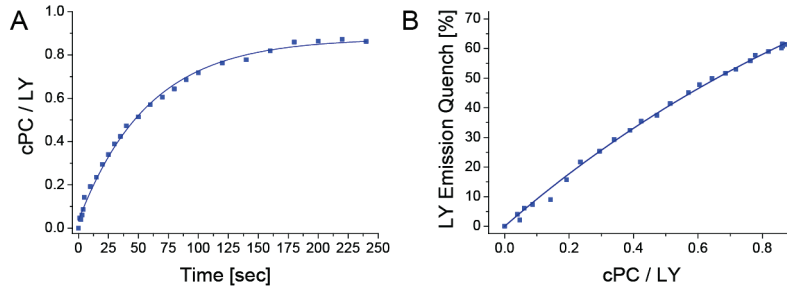 A
B
1.0
0.8
0.6
0.4
0.2
0.0
cPC / LY
0 25 50 75 100 125 150 175 200 225 250
Time [sec]
70
60
50
40
30
20
10
0
LY Emission Quench [%]
0.0 0.2 0.4 0.6 0.8
cPC / LY